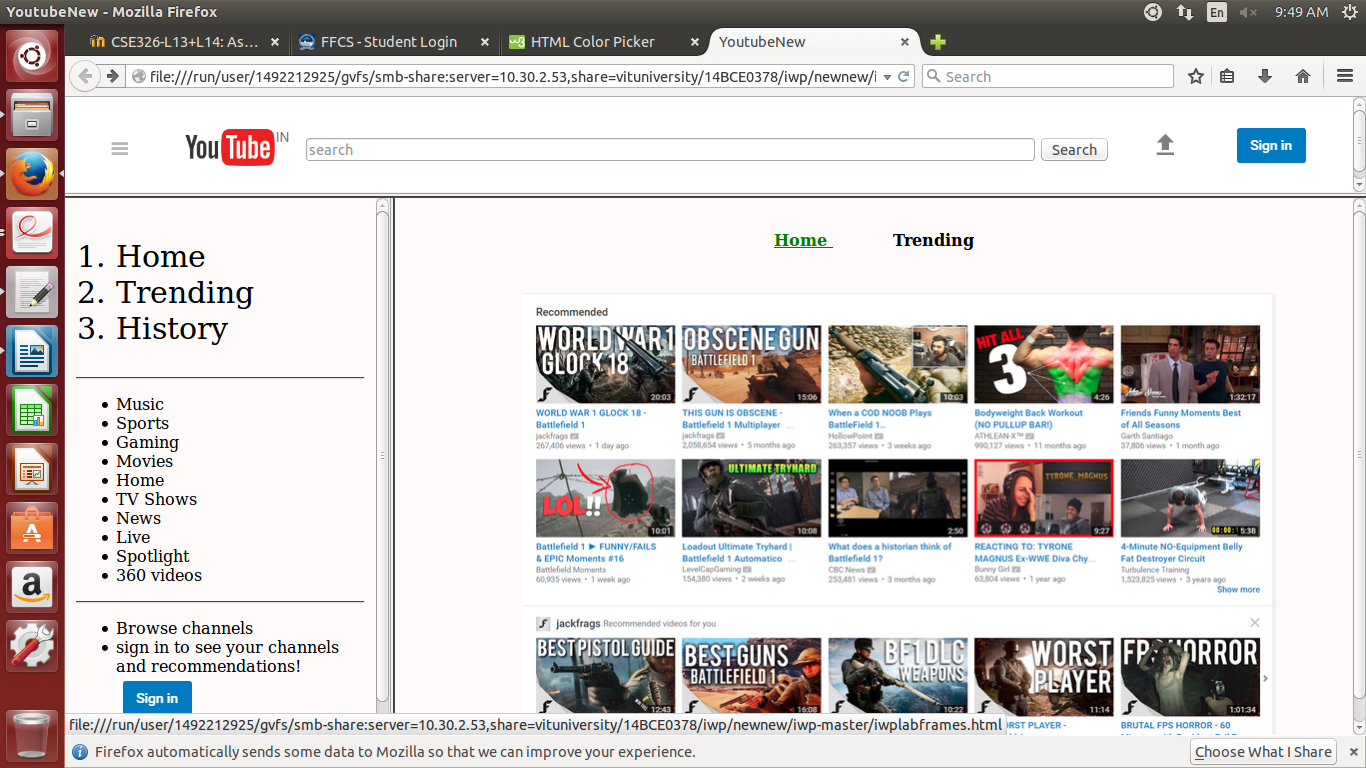 YoutubeNew - Mozilla Firefox
En
9:49 AM
CSE326-L13+L14: As...
FFCS - Student Login
HTML Color Picker
YoutubeNew
file:///run/user/1492212925/gvfs/smb-share:server=10.30.2.53,share=vituniversity/14BCE0378/iwp/newnew/i
Search
YouTube IN
search
Search
Sign in
1. Home
2. Trending
3. History
Music
Sports
Gaming
Movies
Home
TV Shows
News
Live
Spotlight
360 videos
Browse channels
sign in to see your channels
and recommendations!
Sign in
Home
Trending
Recommended
WORLD WAR 1
GLOCK 18
20:03
OBSCENE GUN
BATTLEFIELD 1
15:06
10:03
HIT ALL
3
4:26
1:32:17
WORLD WAR 1 GLOCK 18 -
Battlefield 1
jackfrags
267,406 views • 1 day ago
THIS GUN IS OBSCENE -
Battlefield 1 Multiplayer ...
jackfrags
2,058,654 views • 5 months ago
When a COD NOOB Plays
BattleField 1..
HollowPoint
263,357 views • 3 weeks ago
Bodyweight Back Workout
(NO PULLUP BAR!)
ATHLEAN-X™
990,127 views • 11 months ago
Friends Funny Moments Best
of All Seasons
Garth Santiago
37,806 views • 1 month ago
LOL!!
10:01
ULTIMATE TRYHARD
10:08
2:50
TYRONE MAGNUS
9:27
00:00:15:38
Battlefield 1 ► FUNNY/FAILS
& EPIC Moments #16
Battlefield Moments
60,935 views • 1 week ago
Loadout Ultimate Tryhard |
Battlefield 1 Automatico ...
LevelCapGaming
154,380 views • 2 weeks ago
What does a historian think of
Battlefield 1?
CBC News
253,481 views • 3 months ago
REACTING TO: TYRONE
MAGNUS Ex-WWE Diva Chy...
Bunny Girl
63,804 views • 1 year ago
4-Minute NO-Equipment Belly
Fat Destroyer Circuit
Turbulence Training
1,523,825 views • 3 years ago
Show more
jackfrags Recommended videos for you
BEST PISTOL GUIDE
BEST GUNS
BATTLEFIELD 1
16:08
BF1 DLC
WEAPONS
10:22
WORST
PLAYER
11:14
FPS HORROR
1:01:34
RST PLAYER -
BRUTAL FPS HORROR - 60
file:///run/user/1492212925/gvfs/smb-share:server=10.30.2.53,share=vituniversity/14BCE0378/iwp/newnew/iwp-master/iwplabframes.html
Firefox automatically sends some data to Mozilla so that we can improve your experience.
Choose What I Share